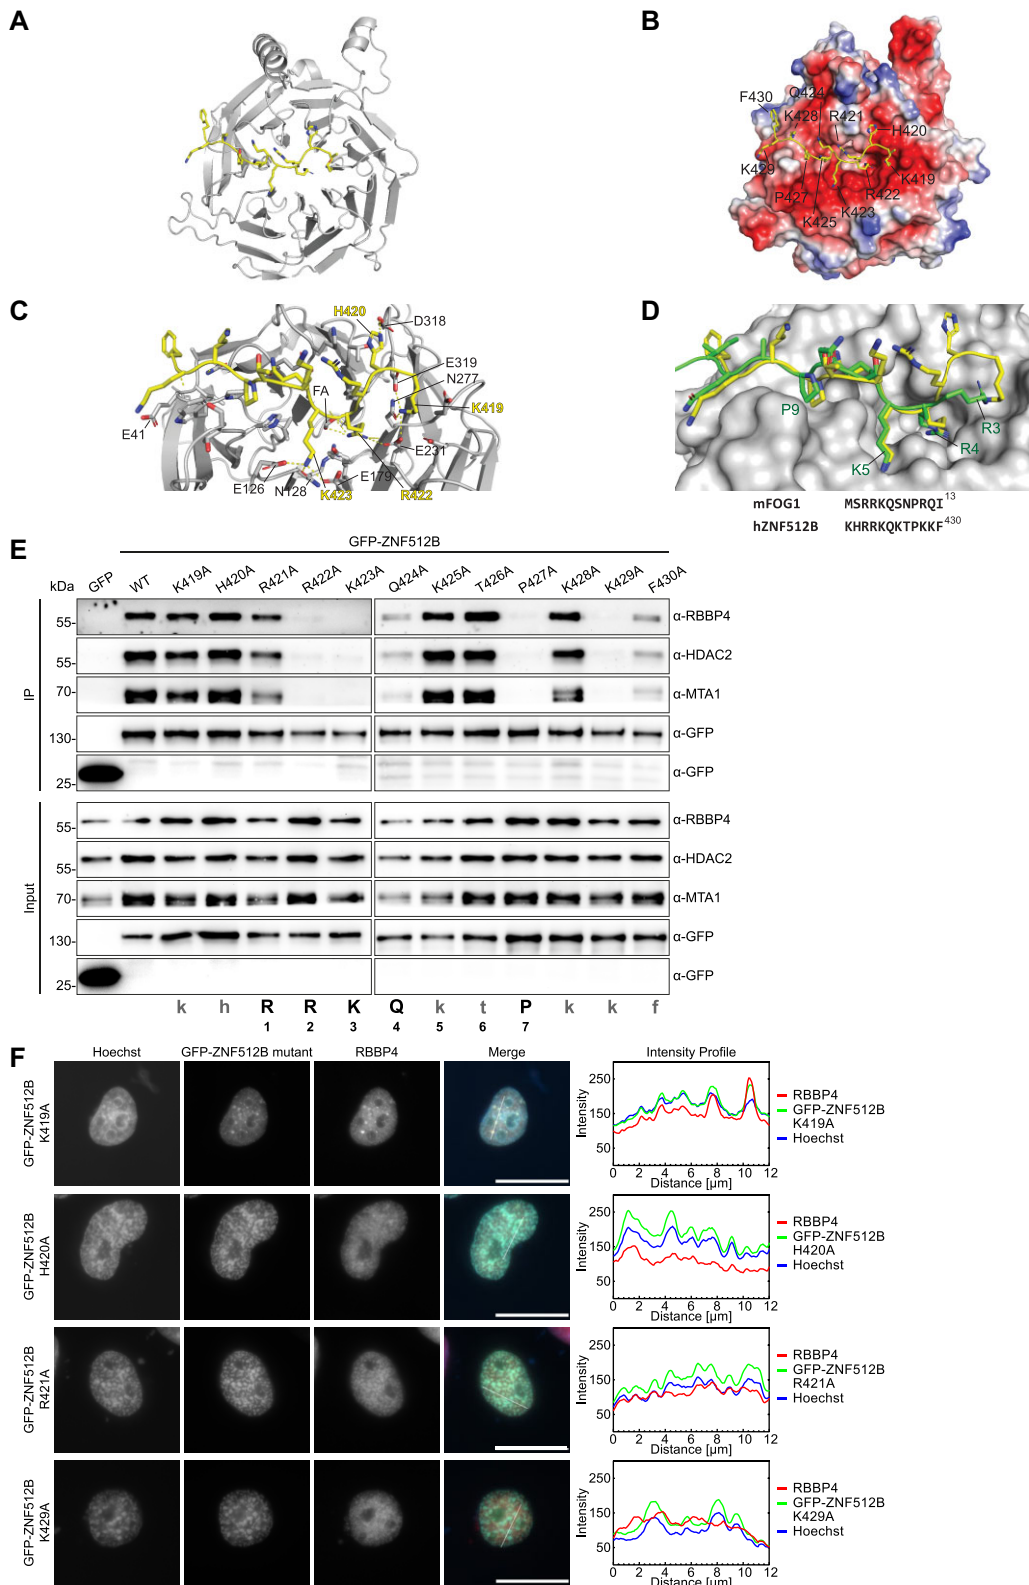 A
B
Q424
F430
K428
R421
H420
K429
K419
P427
R422
K423
K425
C
H420
D318
E319
N277
FA
K419
E41
E231
E126
N128
E179
K423
R422
D
P9
R3
R4
K5
mFOG1 MSRRKQSNPRQI13
hZNF512B KHRRKQKTPKKF430
E
GFP-ZNF512B
kDa GFP WT K419A H420A R421A R422A K423A Q424A K425A T426A P427A K428A K429A F430A
IP
55- α-RBBP4
55- α-HDAC2
70- α-MTA1
130- α-GFP
25- α-GFP
Input
55- α-RBBP4
55- α-HDAC2
70- α-MTA1
130- α-GFP
25- α-GFP
k h R R K Q k t P k k f
1 2 3 4 5 6 7
F
Hoechst GFP-ZNF512B mutant RBBP4 Merge Intensity Profile
GFP-ZNF512B
K419A
Intensity
250
150
50
0 2 4 6 8 10 12
Distance [µm]
RBBP4
GFP-ZNF512B
K419A
Hoechst
GFP-ZNF512B
H420A
Intensity
250
150
50
0 2 4 6 8 10 12
Distance [µm]
RBBP4
GFP-ZNF512B
H420A
Hoechst
GFP-ZNF512B
R421A
Intensity
250
150
50
0 2 4 6 8 10 12
Distance [µm]
RBBP4
GFP-ZNF512B
R421A
Hoechst
GFP-ZNF512B
K429A
Intensity
250
150
50
0 2 4 6 8 10 12
Distance [µm]
RBBP4
GFP-ZNF512B
K429A
Hoechst